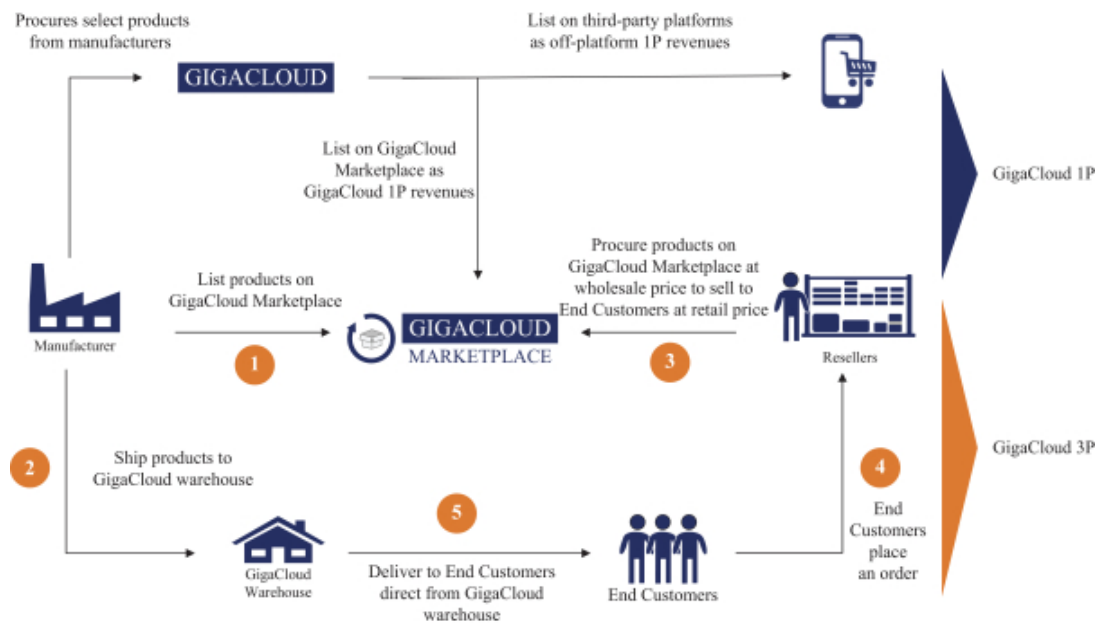 Procures select products
from manufacturers
GIGACLOUD
List on third-party platforms
as off-platform 1P revenues
List on GigaCloud
Marketplace as
GigaCloud 1P revenues
GigaCloud 1P
List products on
GigaCloud Marketplace
Procure products on
GigaCloud Marketplace at
wholesale price to sell to
End Customers at retail price
Manufacturer
1
GIGACLOUD
MARKETPLACE
3
Resellers
2
Ship products to
GigaCloud warehouse
GigaCloud 3P
4
End
Customers
place
an order
5
GigaCloud
Warehouse
Deliver to End Customers
direct from GigaCloud
warehouse
End Customers